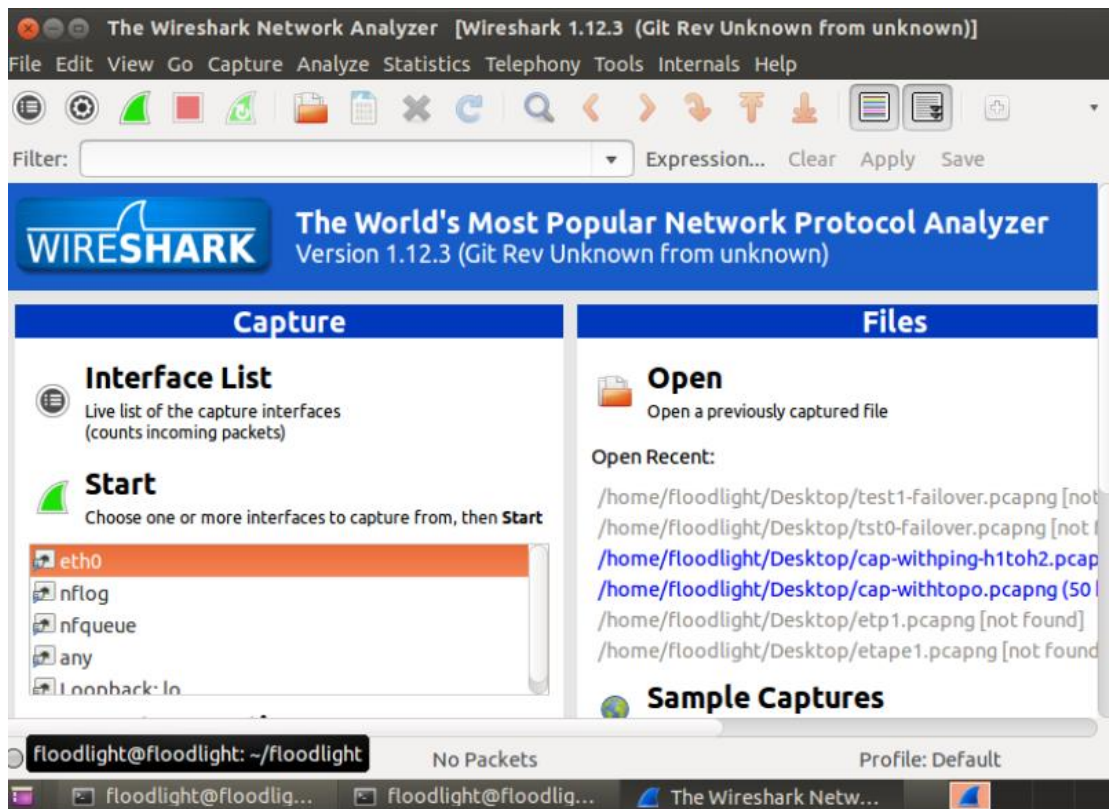 The Wireshark Network Analyzer [Wireshark 1.12.3 (Git Rev Unknown from unknown)]
File Edit View Go Capture Analyze Statistics Telephony Tools Internals Help
Filter: Expression... Clear Apply Save
WIRESHARK
The World's Most Popular Network Protocol Analyzer
Version 1.12.3 (Git Rev Unknown from unknown)
Capture
Interface List
Live list of the capture interfaces
(counts incoming packets)
Start
Choose one or more interfaces to capture from, then Start
eth0
nflog
nfqueue
any
Loopback: lo
Files
Open
Open a previously captured file
Open Recent:
/home/floodlight/Desktop/test1-failover.pcapng [not
/home/floodlight/Desktop/tst0-failover.pcapng [not
/home/floodlight/Desktop/cap-withping-h1toh2.pcap
/home/floodlight/Desktop/cap-withtopo.pcapng (50
/home/floodlight/Desktop/etp1.pcapng [not found]
/home/floodlight/Desktop/etape1.pcapng [not found
Sample Captures
floodlight@floodlight: ~/floodlight
No Packets
Profile: Default
floodlight@floodlig...
floodlight@floodlig...
The Wireshark Netw...